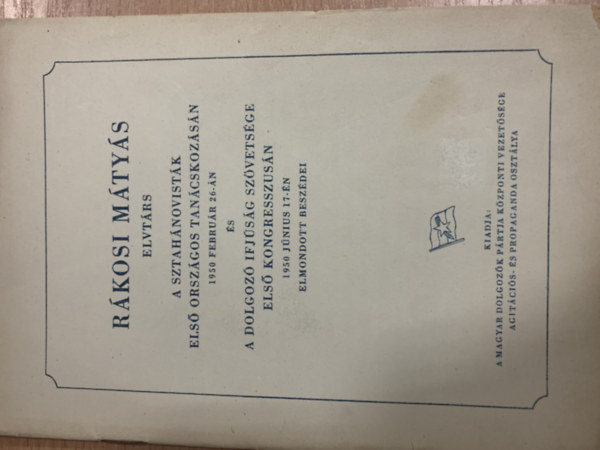 RÁKOSI MÁTYÁS
ELVTÁRS
A SZTAHÁNOVISTÁK
ELSŐ ORSZÁGOS TANÁCSKOZÁSÁN
1950 FEBRUÁR 26-ÁN
ÉS
A DOLGOZÓ IFJÚSÁG SZÖVETSÉGE
ELSŐ KONGRESSZUSÁN
1950 JÚNIUS 17-ÉN
ELMONDOTT BESZÉDEI
KIADJA:
A MAGYAR DOLGOZÓK PÁRTJA KÖZPONTI VEZETŐSÉGE
AGITÁCIÓS- ÉS PROPAGANDA OSZTÁLYA